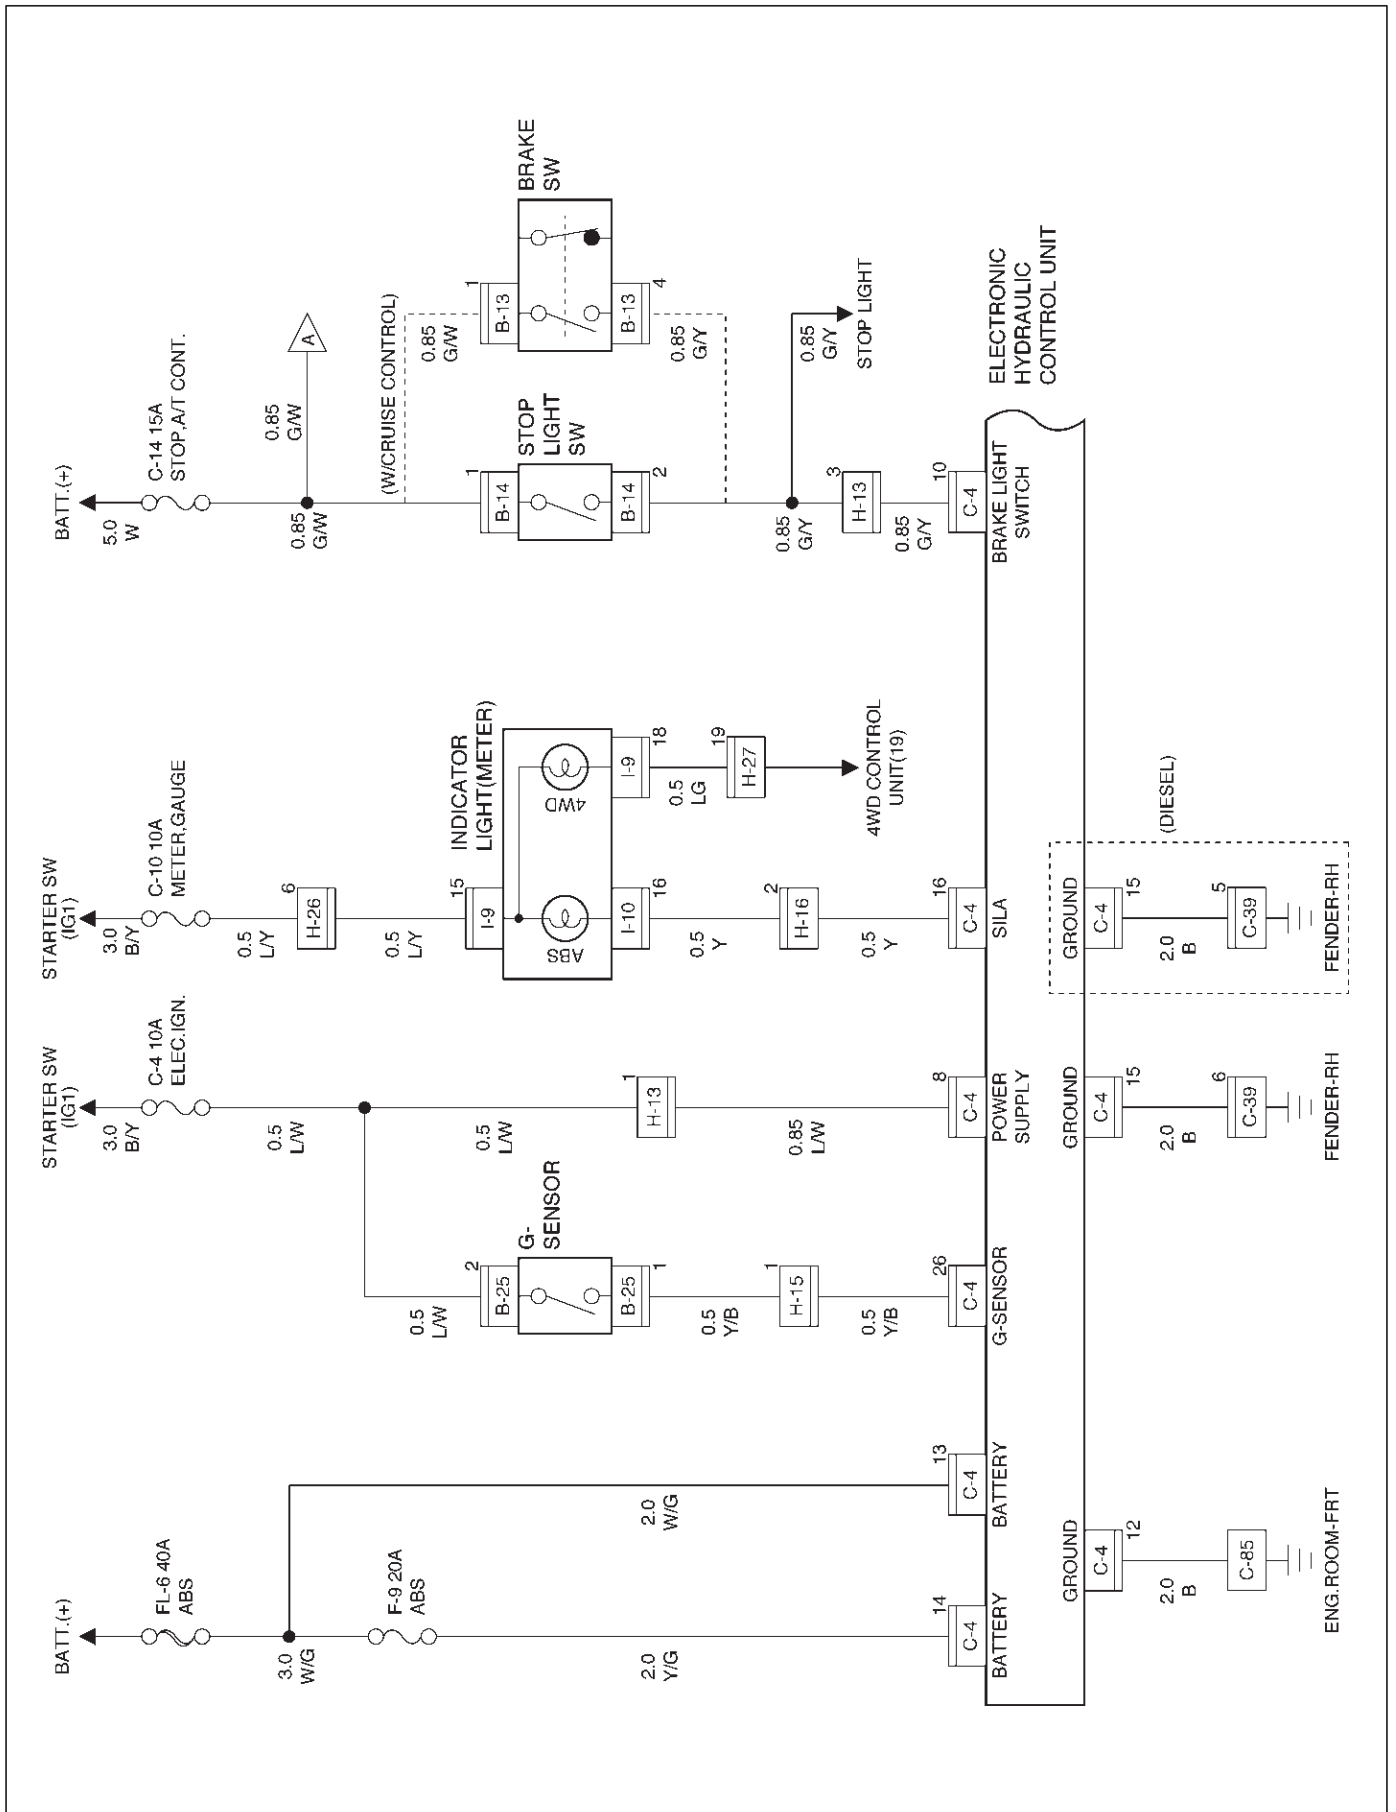 BATT.(+)
FL-6 40A
ABS
3.0
W/G
F-9 20A
ABS
2.0
Y/G
2.0
W/G
14
C-4
BATTERY
13
C-4
BATTERY
GROUND
C-4
12
2.0
B
C-85
ENG.ROOM-FRT
STARTER SW
(IG1)
3.0
B/Y
C-4 10A
ELEC.IGN.
0.5
L/W
0.5
L/W
0.5
L/W
2
B-25
G-
SENSOR
B-25
1
0.5
Y/B
1
H-15
0.5
Y/B
26
C-4
G-SENSOR
1
H-13
0.85
L/W
8
C-4
POWER
SUPPLY
GROUND
C-4
15
2.0
B
6
C-39
FENDER-RH
STARTER SW
(IG1)
3.0
B/Y
C-10 10A
METER,GAUGE
0.5
L/Y
6
H-26
0.5
L/Y
15
I-9
INDICATOR
LIGHT(METER)
ABS
4WD
I-10
16
I-9
18
0.5
Y
2
H-16
0.5
Y
16
C-4
SILA
0.5
LG
19
H-27
4WD CONTROL
UNIT(19)
GROUND
C-4
15
(DIESEL)
2.0
B
5
C-39
FENDER-RH
BATT.(+)
5.0
W
C-14 15A
STOP,A/T CONT.
0.85
G/W
A
0.85
G/W
(W/CRUISE CONTROL)
0.85
G/W
1
B-14
STOP
LIGHT
SW
B-14
2
1
B-13
BRAKE
SW
B-13
4
0.85
G/Y
0.85
G/Y
STOP LIGHT
0.85
G/Y
3
H-13
0.85
G/Y
10
C-4
BRAKE LIGHT
SWITCH
ELECTRONIC
HYDRAULIC
CONTROL UNIT